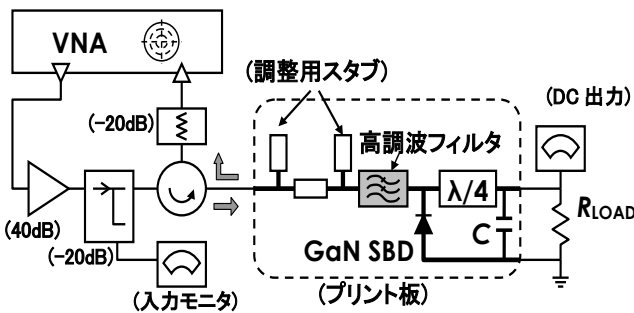 VNA
(調整用スタブ)
(DC 出力)
(−20dB)
高調波フィルタ
λ/4
RLOAD
(40dB)
(−20dB)
GaN SBD
C
(入力モニタ)
(プリント板)